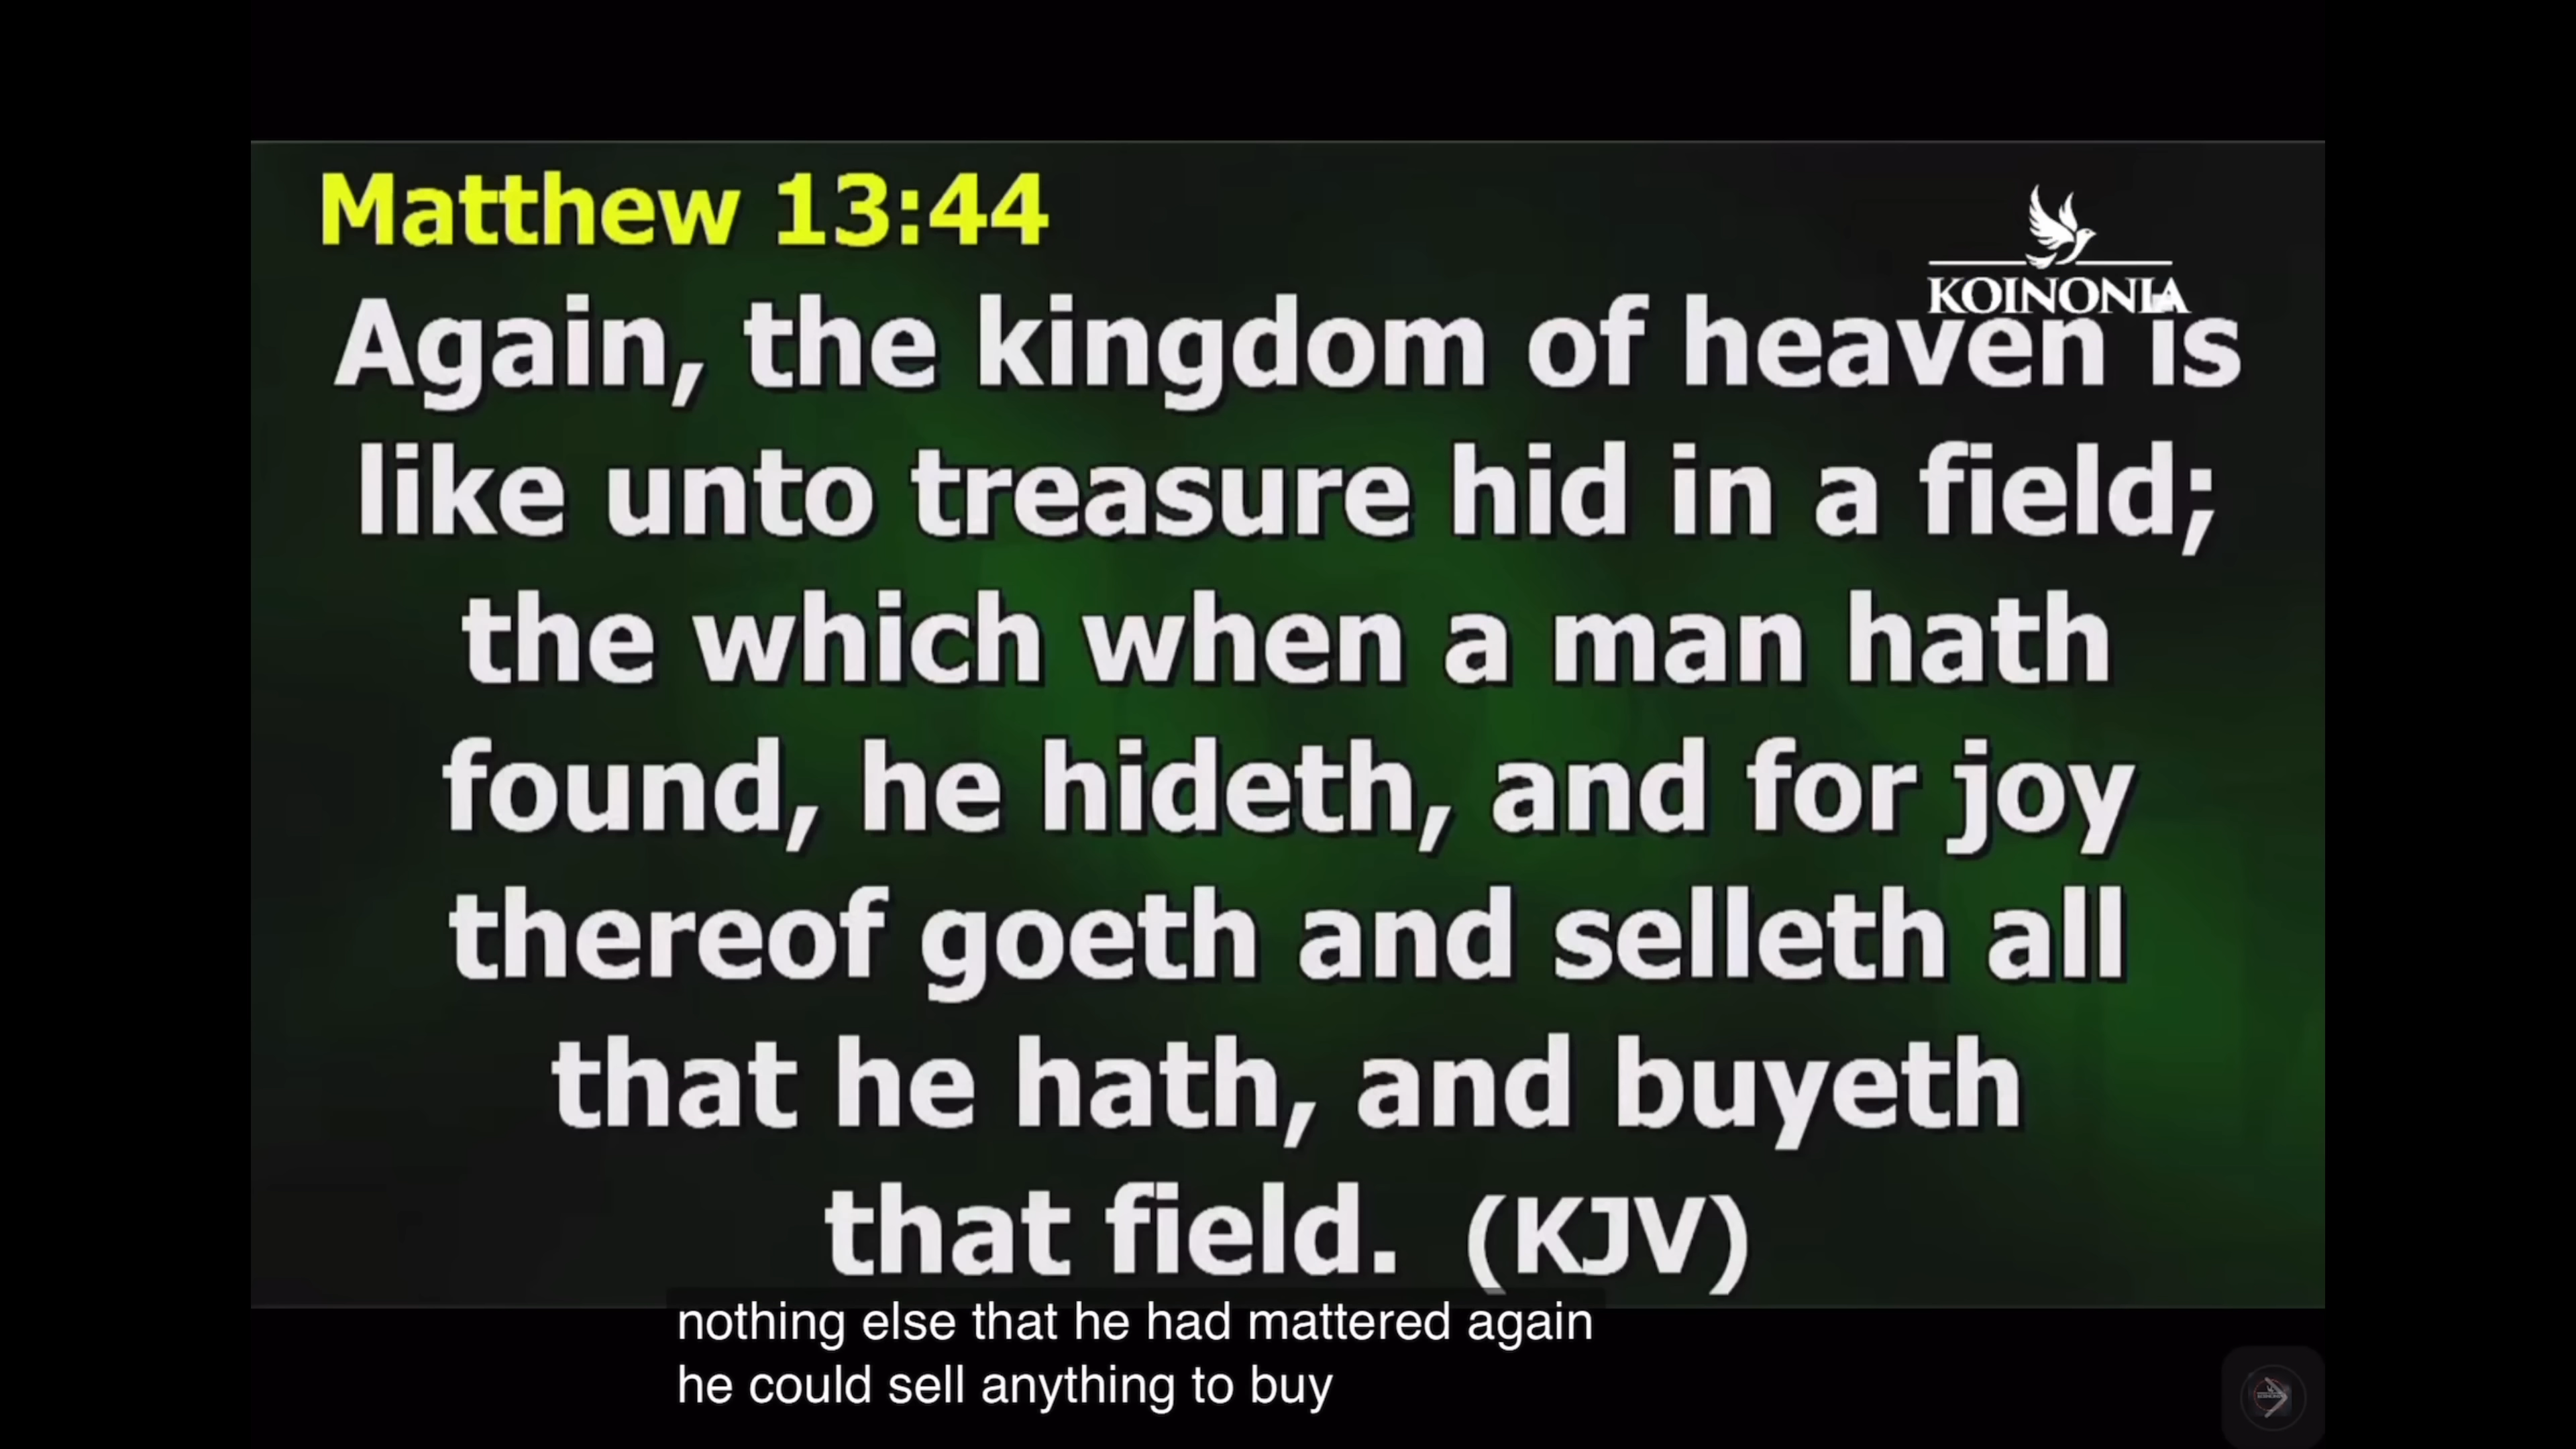 Matthew 13:44
KOINONIA
Again, the kingdom of heaven is
like unto treasure hid in a field;
the which when a man hath
found, he hideth, and for joy
thereof goeth and selleth all
that he hath, and buyeth
that field. (KJV)
nothing else that he had mattered again
he could sell anything to buy